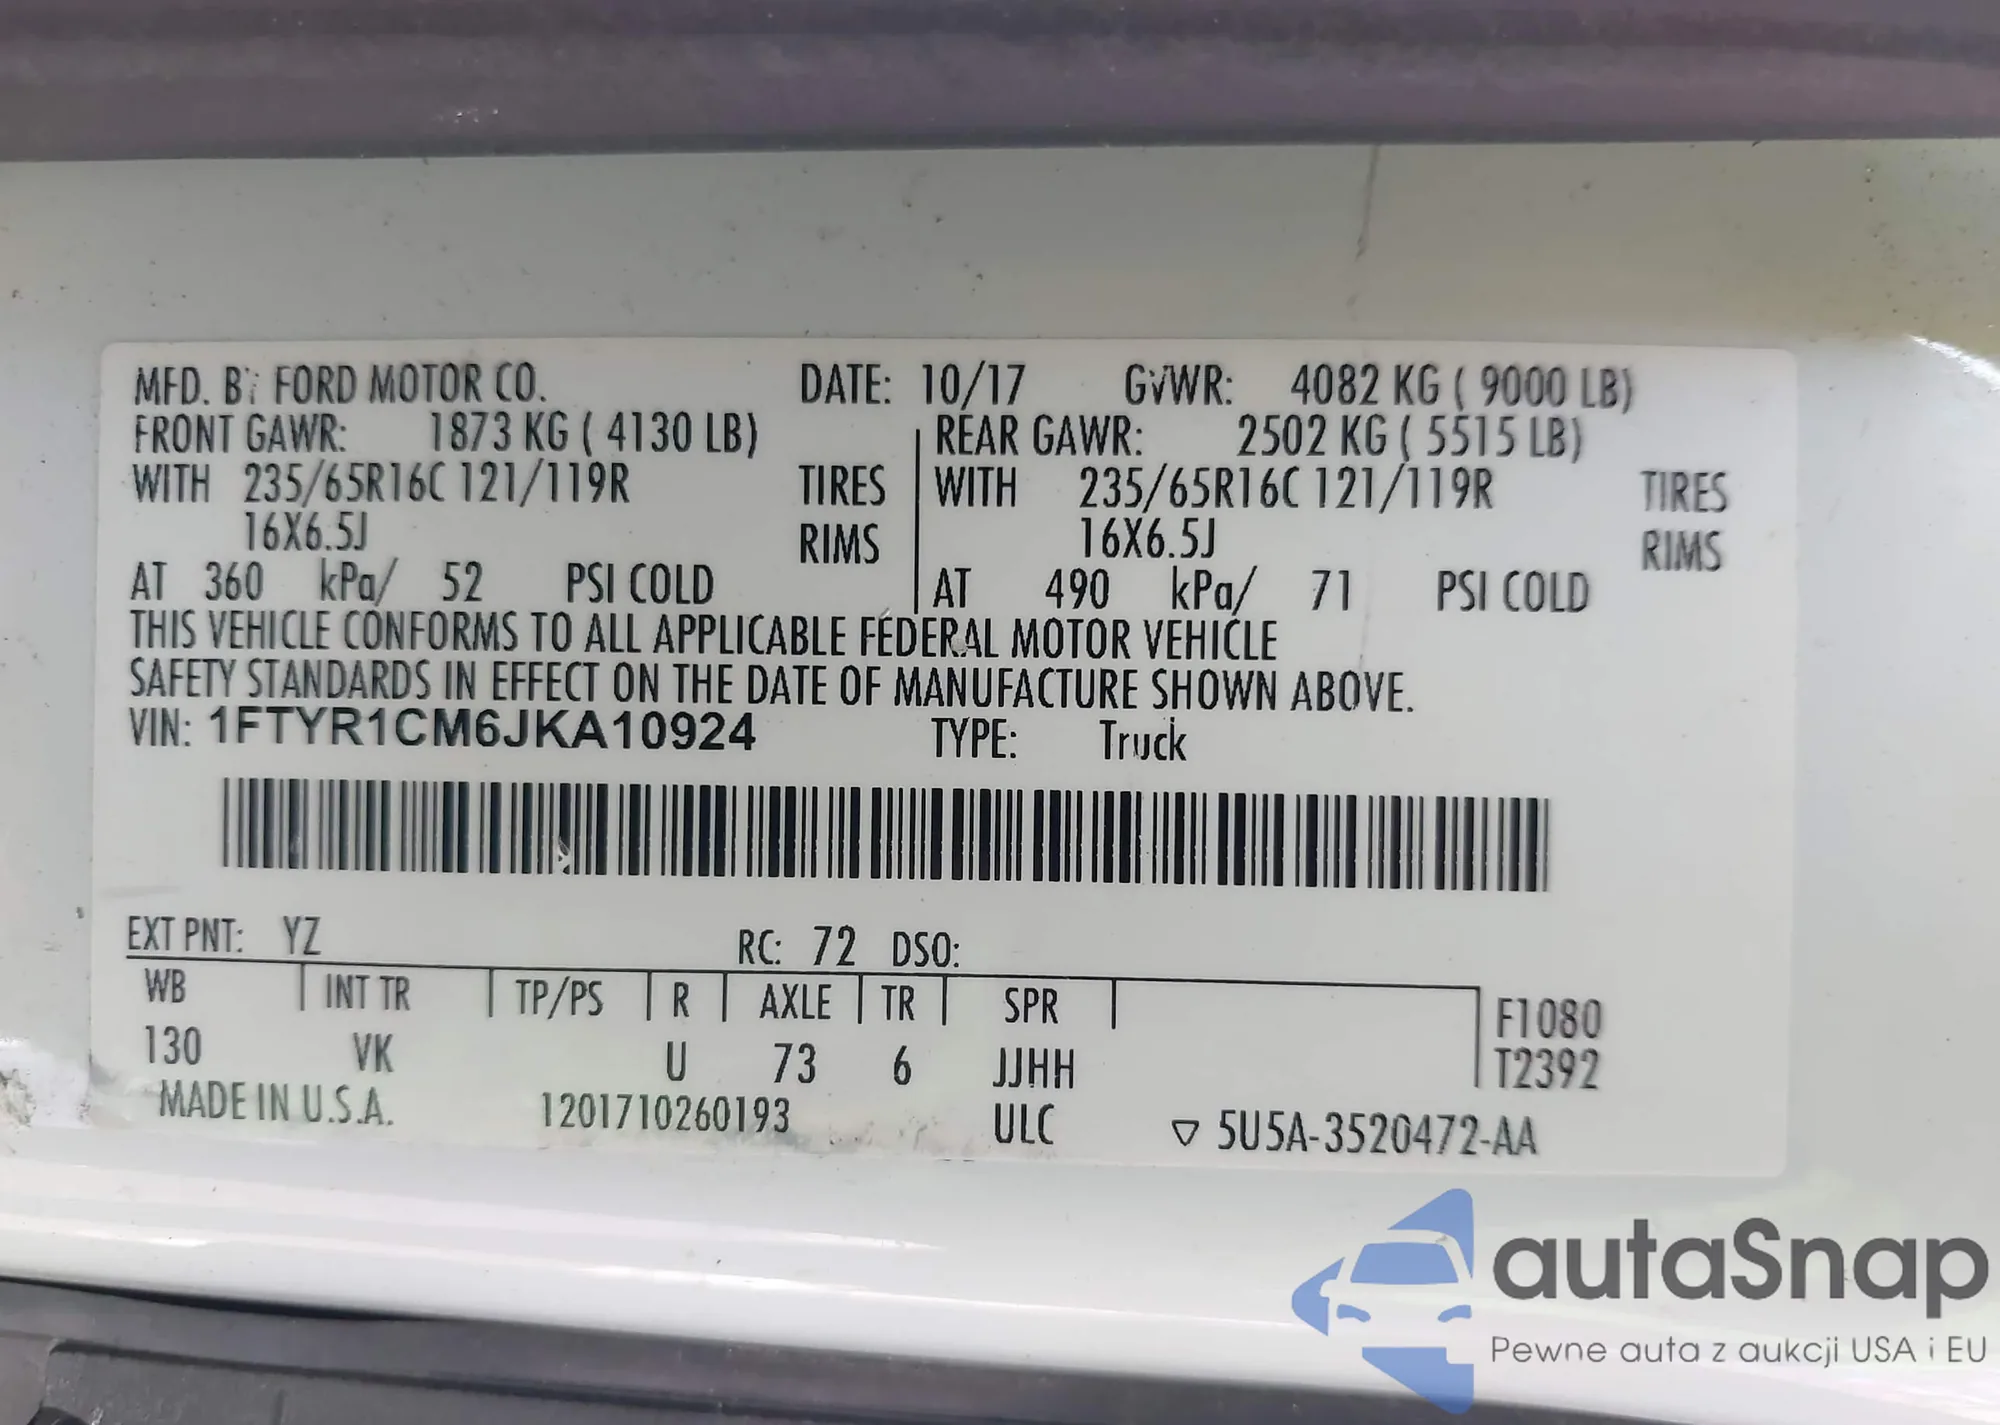 MFD. BY FORD MOTOR CO. DATE: 10/17 GVWR: 4082 KG ( 9000 LB)
FRONT GAWR: 1873 KG ( 4130 LB) REAR GAWR: 2502 KG ( 5515 LB)
WITH 235/65R16C 121/119R TIRES WITH 235/65R16C 121/119R TIRES
16X6.5J RIMS 16X6.5J RIMS
AT 360 kPa/ 52 PSI COLD AT 490 kPa/ 71 PSI COLD
THIS VEHICLE CONFORMS TO ALL APPLICABLE FEDERAL MOTOR VEHICLE
SAFETY STANDARDS IN EFFECT ON THE DATE OF MANUFACTURE SHOWN ABOVE.
VIN: 1FTYR1CM6JKA10924 TYPE: Truck
EXT PNT: YZ RC: 72 DSO:
WB INT TR TP/PS R AXLE TR SPR F1080
130 VK U 73 6 JJHH T2392
MADE IN U.S.A. 1201710260193 ULC ▽ 5U5A-3520472-AA
autaSnap
Pewne auta z aukcji USA i EU